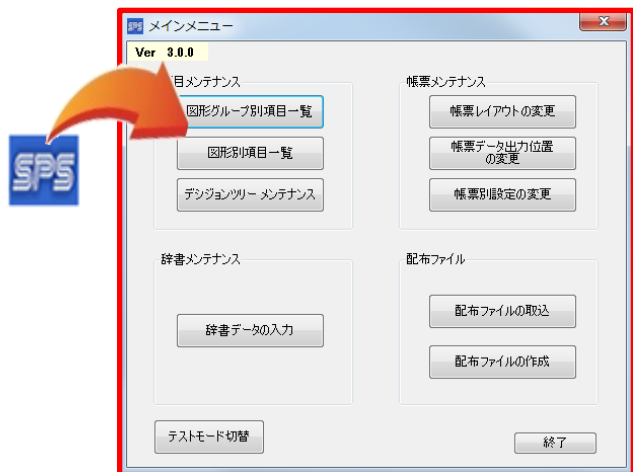 SPS
SPS メインメニュー
Ver 3.0.0
目メンテナンス
図形グループ別項目一覧
図形別項目一覧
デシジョンツリー メンテナンス
帳票メンテナンス
帳票レイアウトの変更
帳票データ出力位置
の変更
帳票別設定の変更
辞書メンテナンス
辞書データの入力
配布ファイル
配布ファイルの取込
配布ファイルの作成
テストモード切替
終了